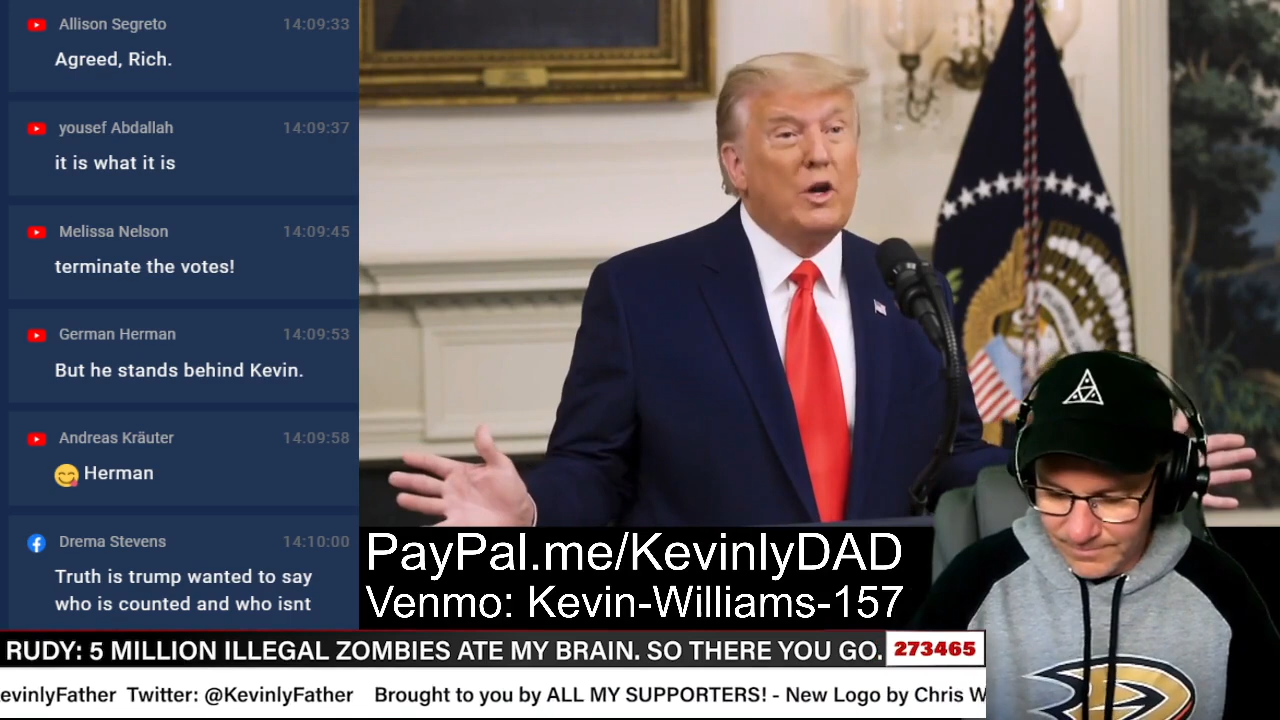 Allison Segreto 14:09:33
Agreed, Rich.
yousef Abdallah 14:09:37
it is what it is
Melissa Nelson 14:09:45
terminate the votes!
German Herman 14:09:53
But he stands behind Kevin.
Andreas Kräuter 14:09:58
😋 Herman
Drema Stevens 14:10:00
Truth is trump wanted to say
who is counted and who isnt
PayPal.me/KevinlyDAD
Venmo: Kevin-Williams-157
RUDY: 5 MILLION ILLEGAL ZOMBIES ATE MY BRAIN. SO THERE YOU GO. 273465
evinlyFather Twitter: @KevinlyFather Brought to you by ALL MY SUPPORTERS! - New Logo by Chris W